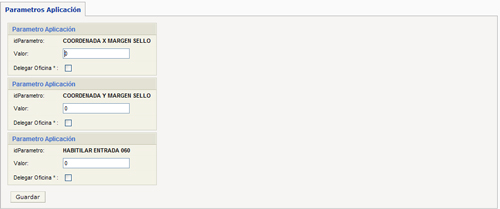 Parametros Aplicación
Parametro Aplicación
idParametro: COORDENADA X MARGEN SELLO
Valor: 0
Delegar Oficina * :
Parametro Aplicación
idParametro: COORDENADA Y MARGEN SELLO
Valor: 0
Delegar Oficina * :
Parametro Aplicación
idParametro: HABITILAR ENTRADA 060
Valor: 0
Delegar Oficina * :
Guardar